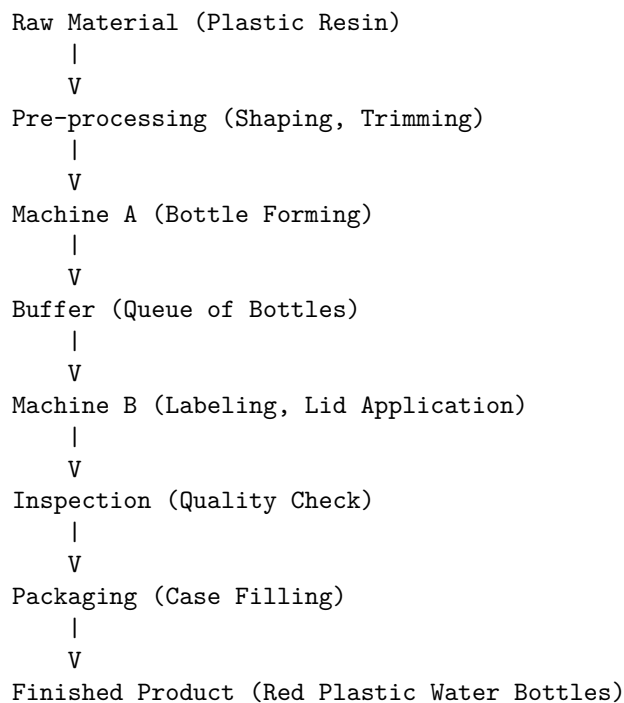 Raw Material (Plastic Resin)
|
V
Pre-processing (Shaping, Trimming)
|
V
Machine A (Bottle Forming)
|
V
Buffer (Queue of Bottles)
|
V
Machine B (Labeling, Lid Application)
|
V
Inspection (Quality Check)
|
V
Packaging (Case Filling)
|
V
Finished Product (Red Plastic Water Bottles)